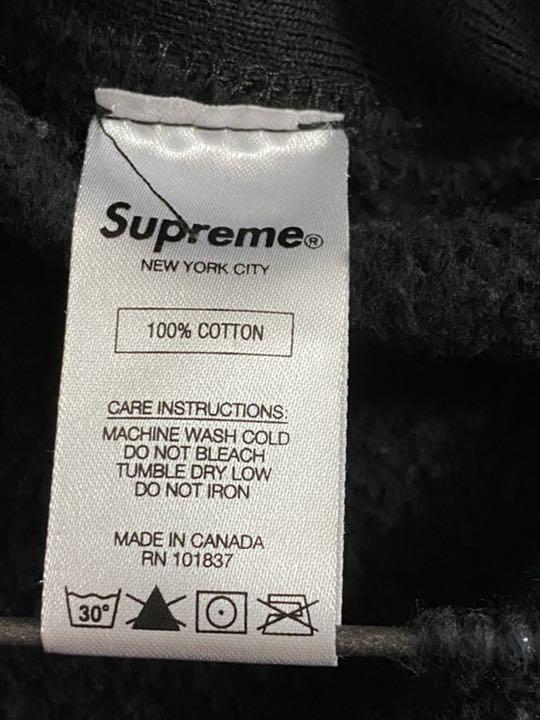 Supreme®
NEW YORK CITY
100% COTTON
CARE INSTRUCTIONS:
MACHINE WASH COLD
DO NOT BLEACH
TUMBLE DRY LOW
DO NOT IRON
MADE IN CANADA
RN 101837
30°